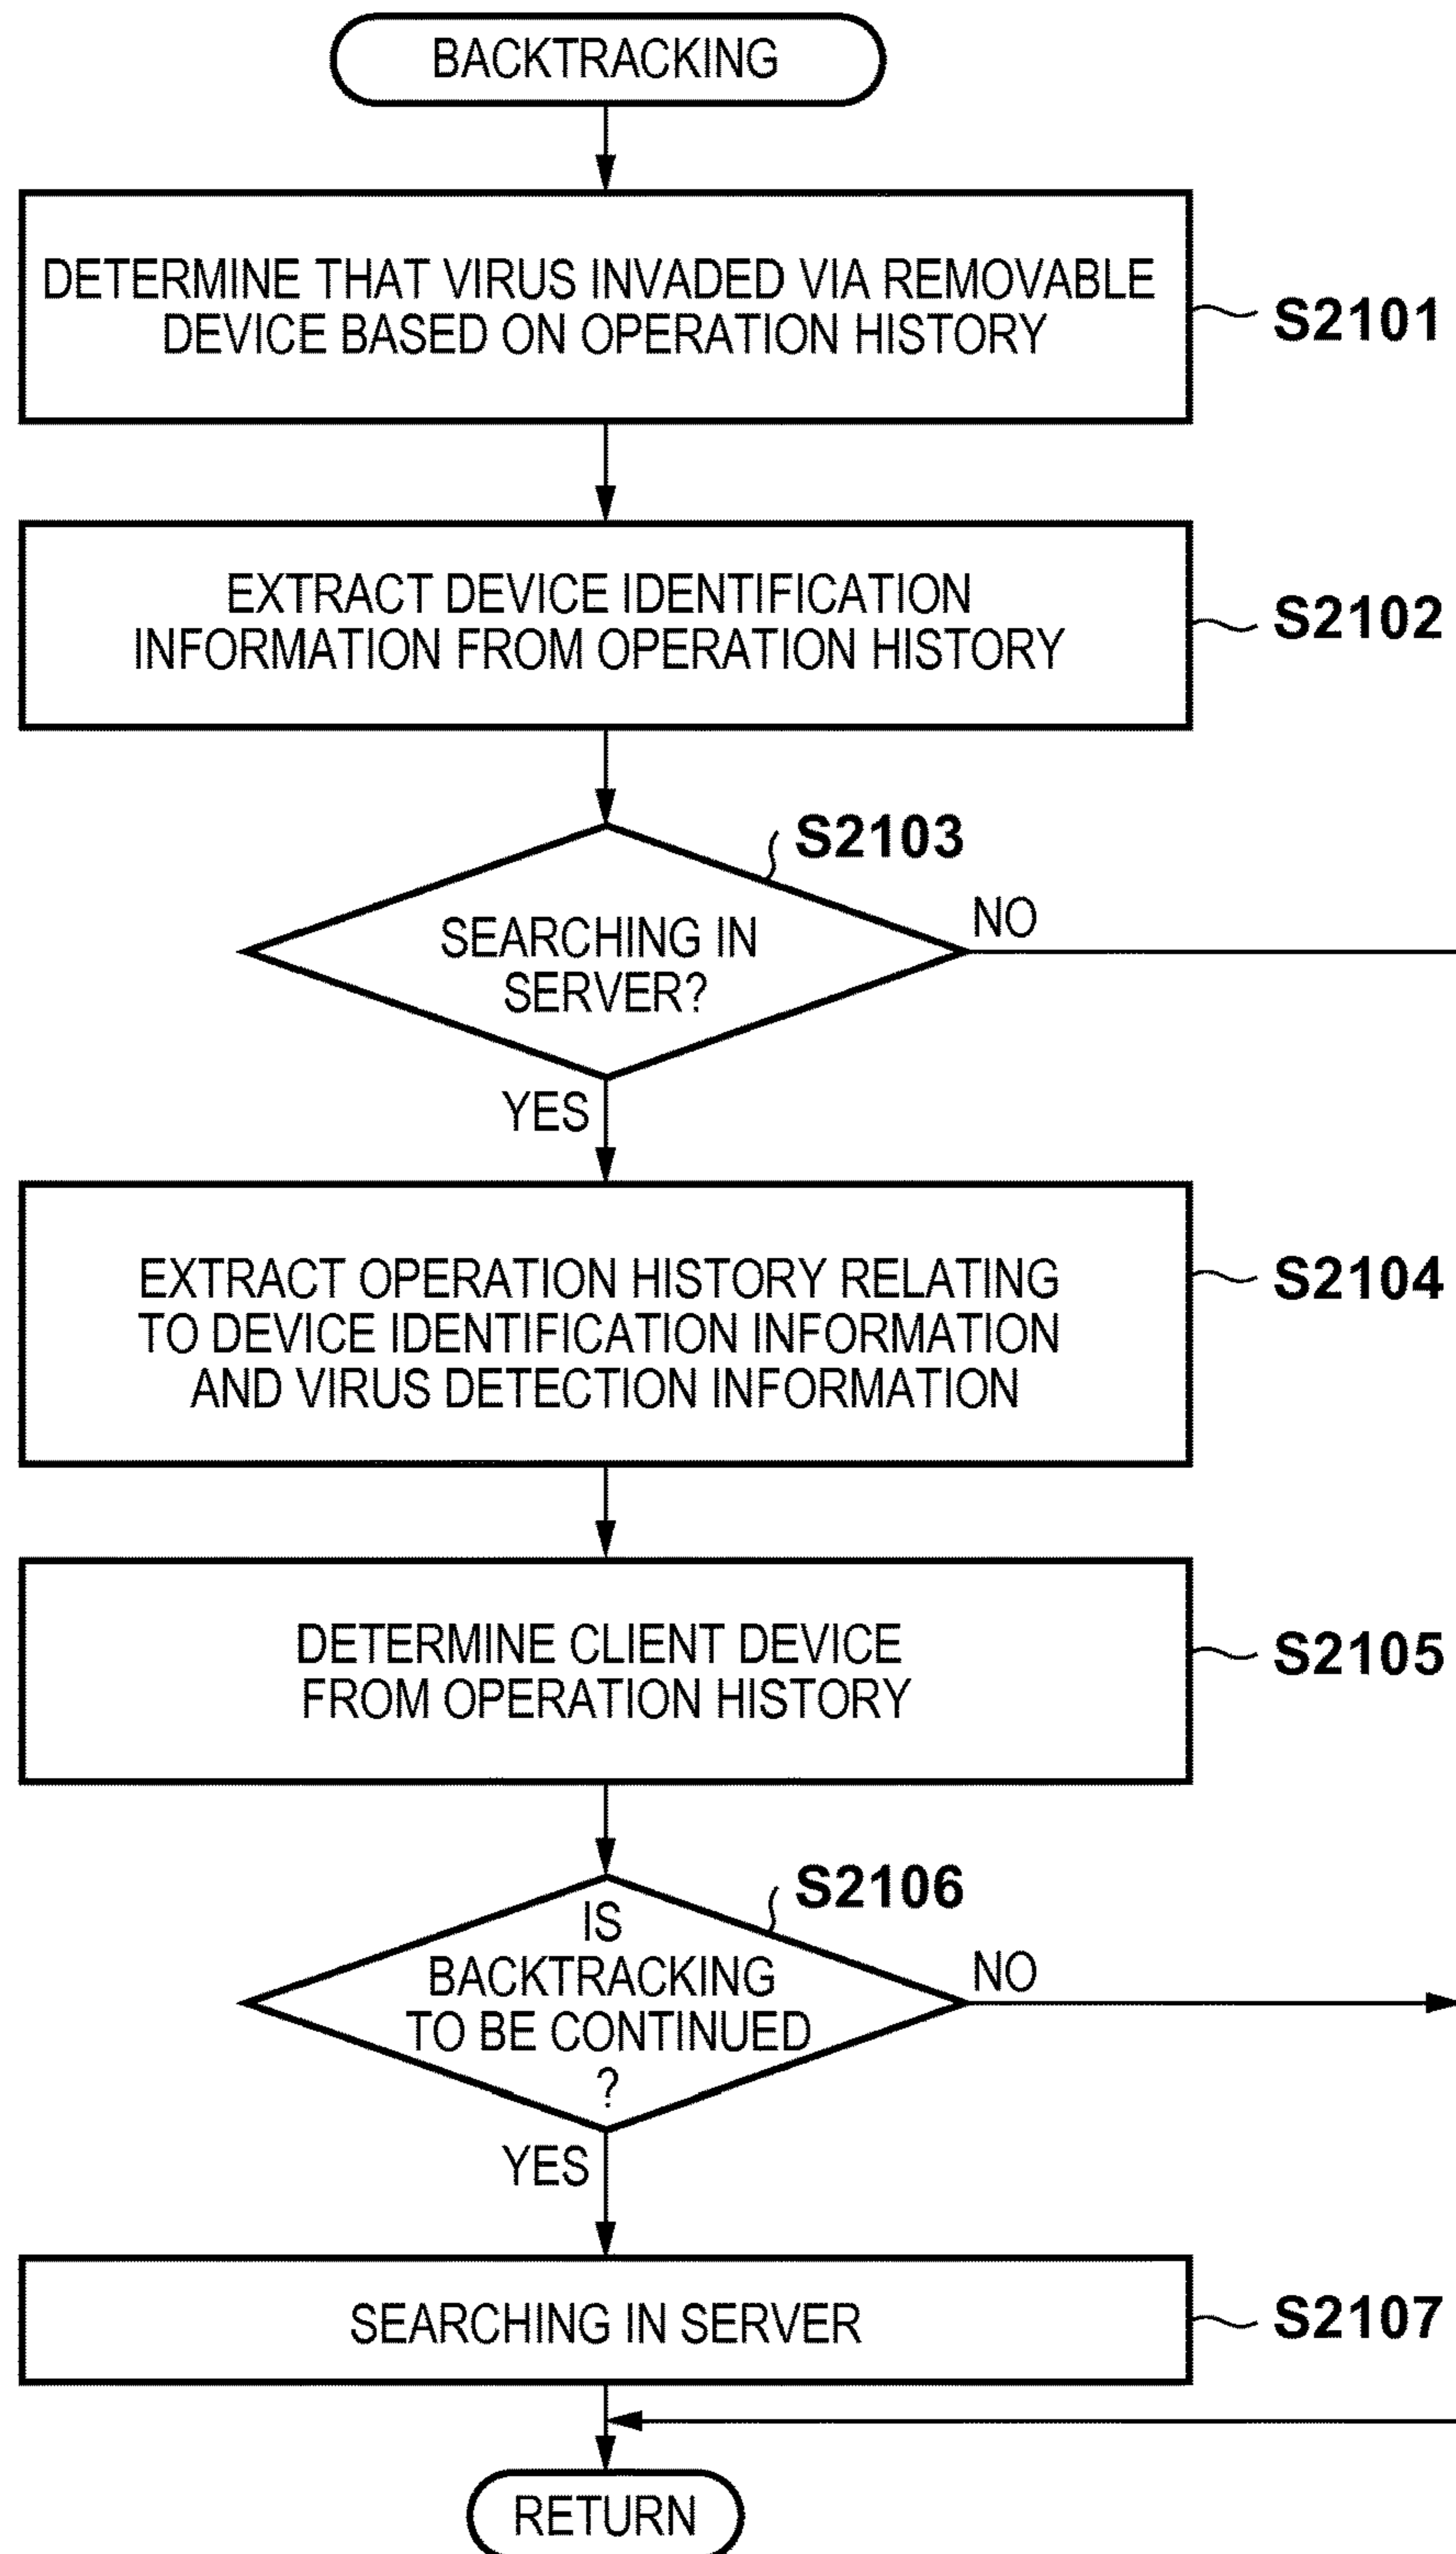 BACKTRACKING
DETERMINE THAT VIRUS INVADED VIA REMOVABLE
DEVICE BASED ON OPERATION HISTORY
S2101
EXTRACT DEVICE IDENTIFICATION
INFORMATION FROM OPERATION HISTORY
S2102
S2103
SEARCHING IN
SERVER?
NO
YES
EXTRACT OPERATION HISTORY RELATING
TO DEVICE IDENTIFICATION INFORMATION
AND VIRUS DETECTION INFORMATION
S2104
DETERMINE CLIENT DEVICE
FROM OPERATION HISTORY
S2105
S2106
IS
BACKTRACKING
TO BE CONTINUED
?
NO
YES
SEARCHING IN SERVER
S2107
RETURN